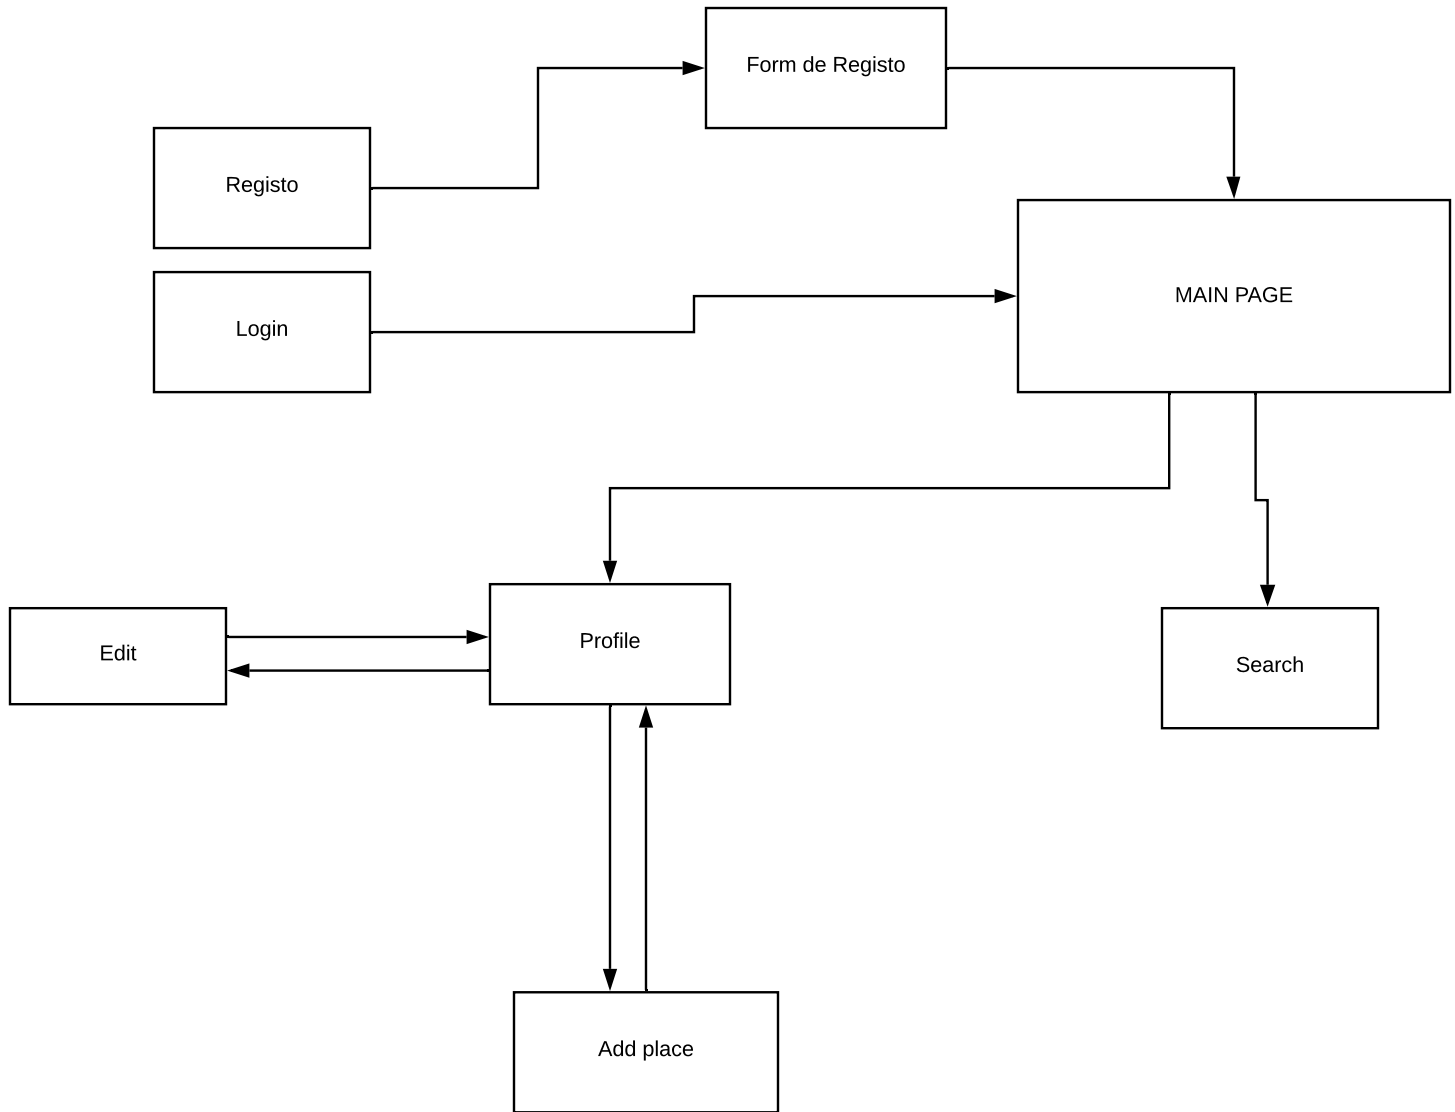 Form de Registo
Registo
MAIN PAGE
Login
Profile
Edit
Search
Add place